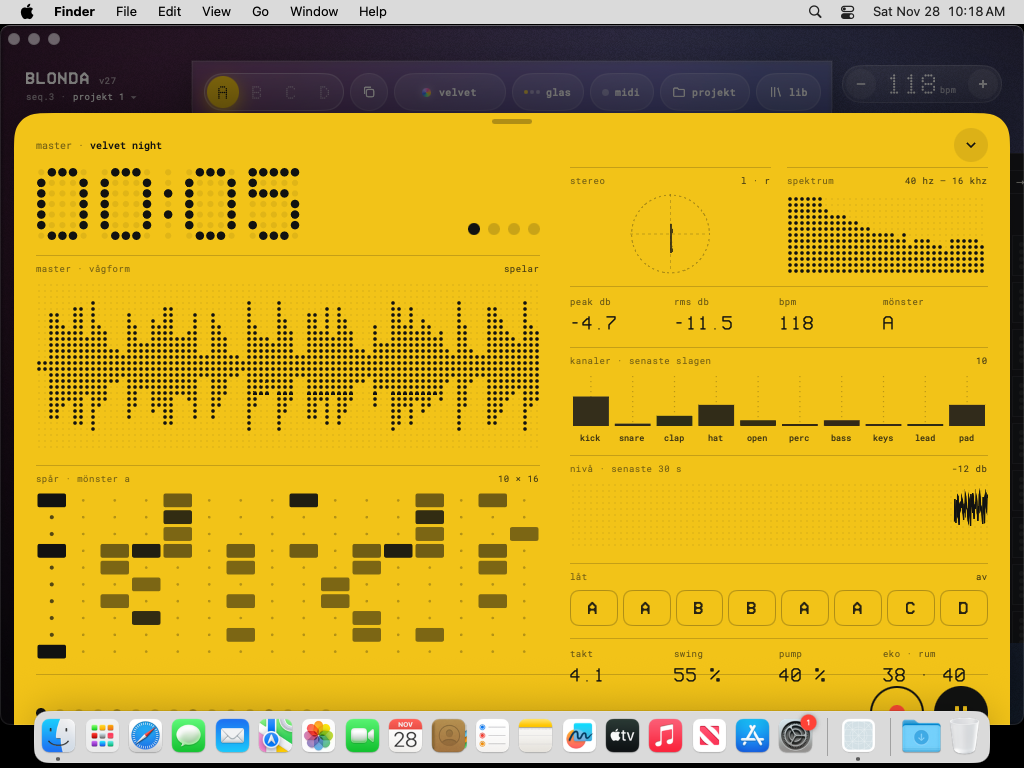 Finder File Edit View Go Window Help Sat Nov 28 10:18 AM
BLONDA v27
seq.3 · projekt 1
A B C D velvet glas midi projekt lib − 118 bpm +
master · velvet night
00:05
stereo l · r
spektrum 40 hz – 16 khz
master · vågform spelar
peak db rms db bpm mönster
-4.7 -11.5 118 A
kanaler · senaste slagen 10
kick snare clap hat open perc bass keys lead pad
nivå · senaste 30 s -12 db
spår · mönster a 10 × 16
låt av
A A B B A A C D
takt swing pump eko · rum
4.1 55 % 40 % 38 · 40
NOV
28
tv
1